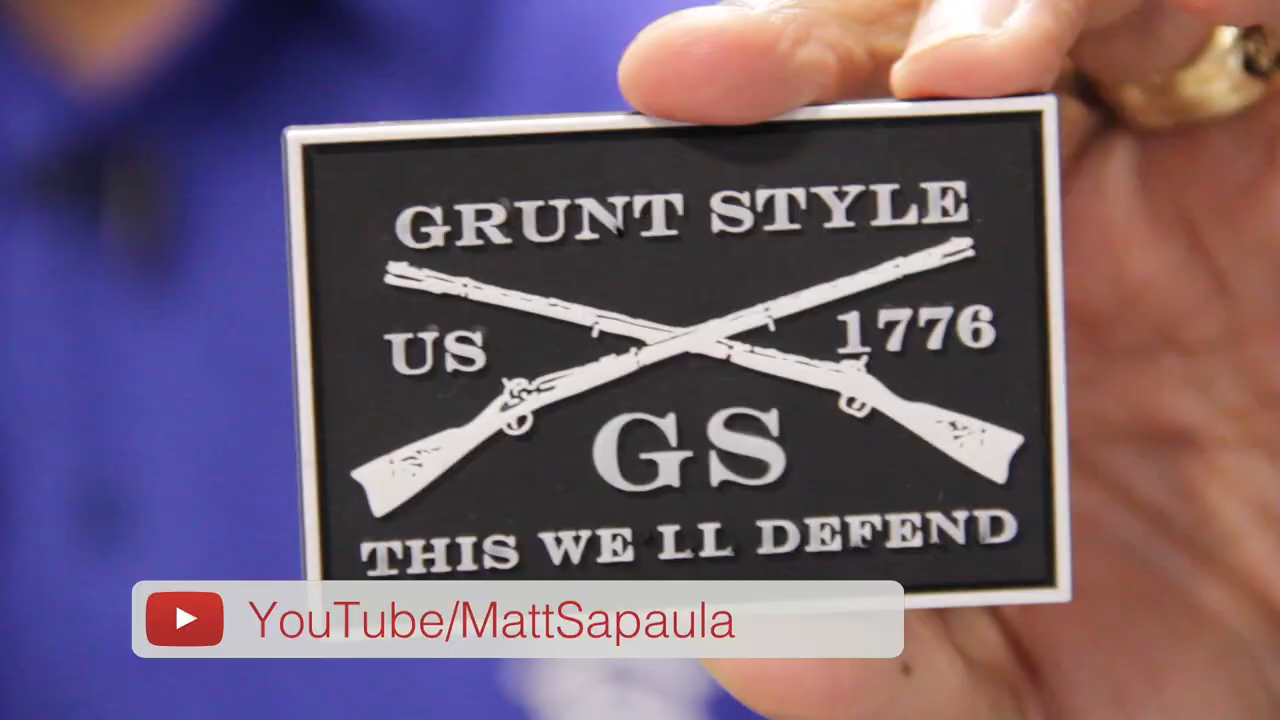 GRUNT STYLE
US 1776
GS
THIS WE LL DEFEND
YouTube/MattSapaula